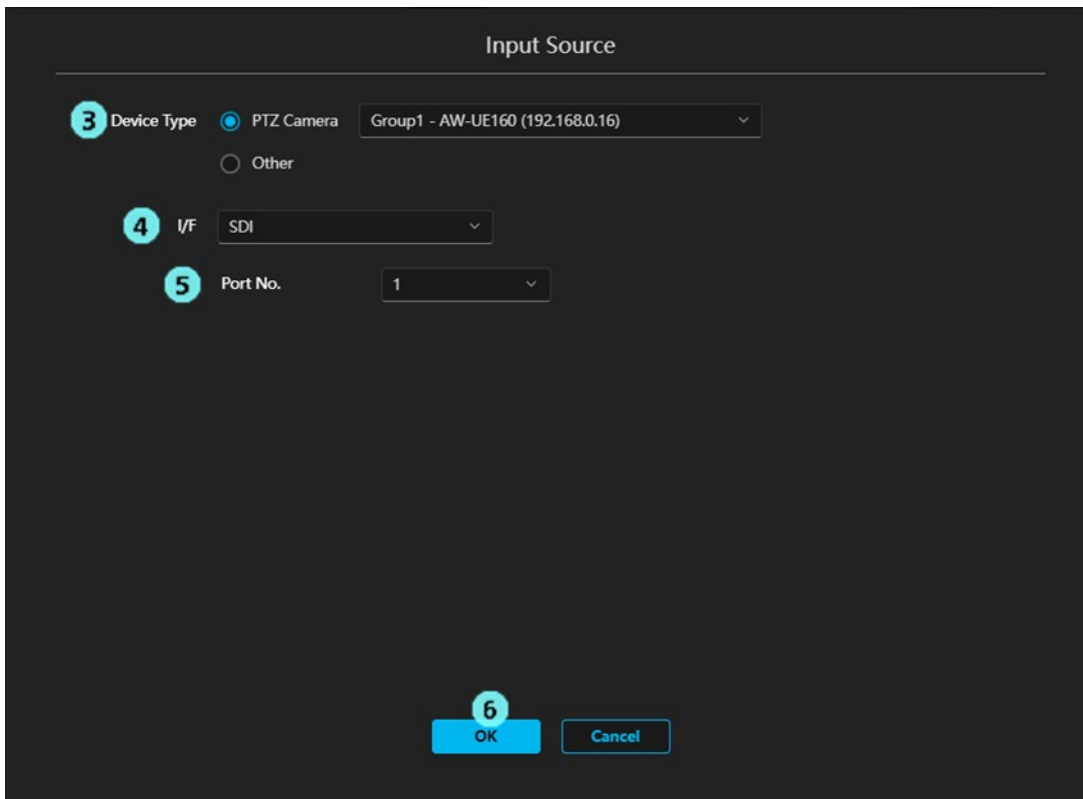 Input Source
3 Device Type PTZ Camera Group1 - AW-UE160 (192.168.0.16)
Other
4 I/F SDI
5 Port No. 1
6
OK Cancel